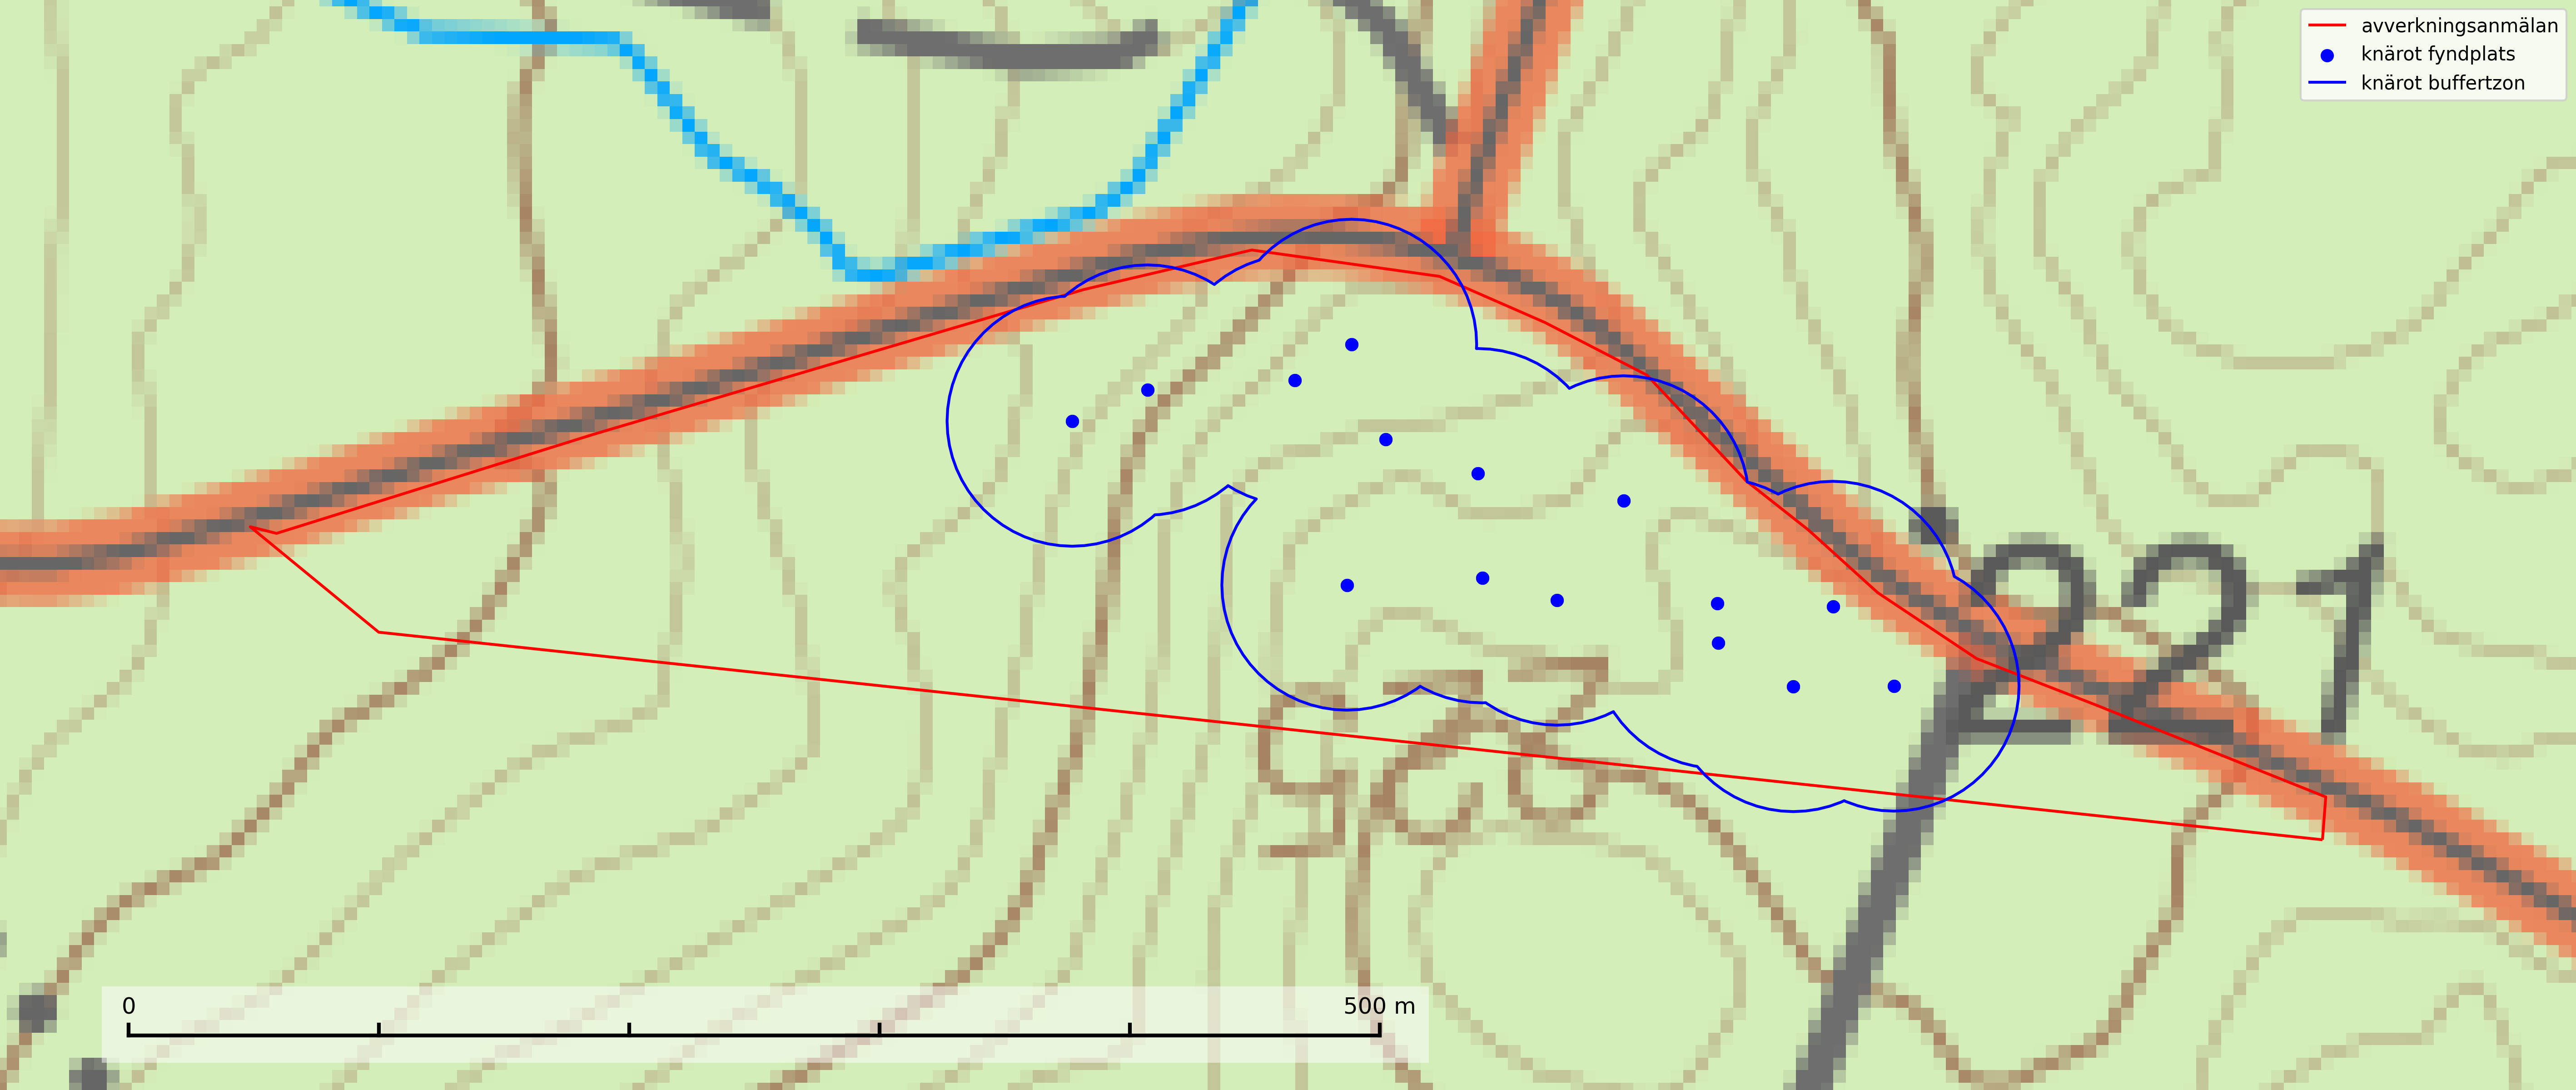 avverkningsanmälan
knärot fyndplats
knärot buffertzon
221
0 500 m